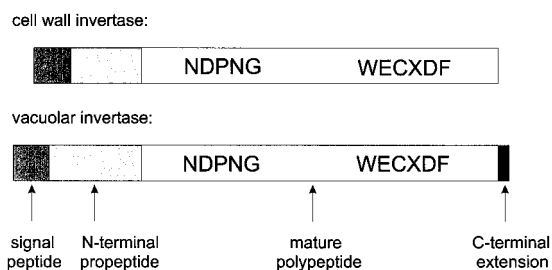 cell wall invertase:
NDPNG WECXDF
vacuolar invertase:
NDPNG WECXDF
signal peptide
N-terminal propeptide
mature polypeptide
C-terminal extension